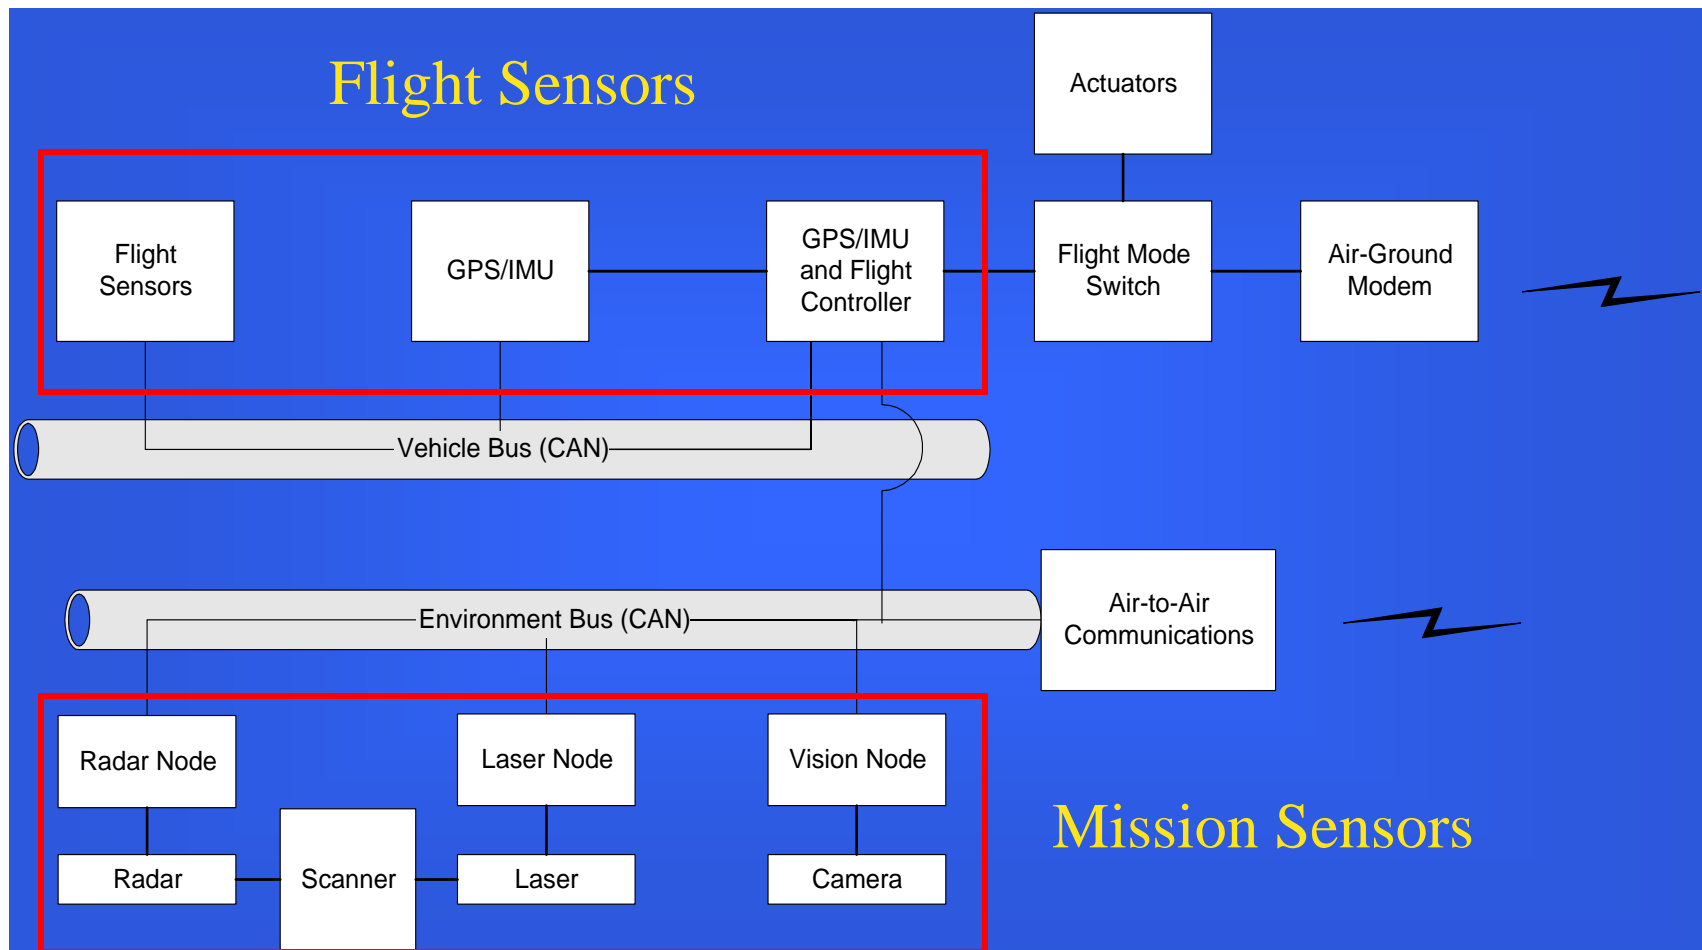 Flight Sensors
Actuators
Flight
Sensors
GPS/IMU
GPS/IMU
and Flight
Controller
Flight Mode
Switch
Air-Ground
Modem
Vehicle Bus (CAN)
Environment Bus (CAN)
Air-to-Air
Communications
Radar Node
Laser Node
Vision Node
Mission Sensors
Radar
Scanner
Laser
Camera